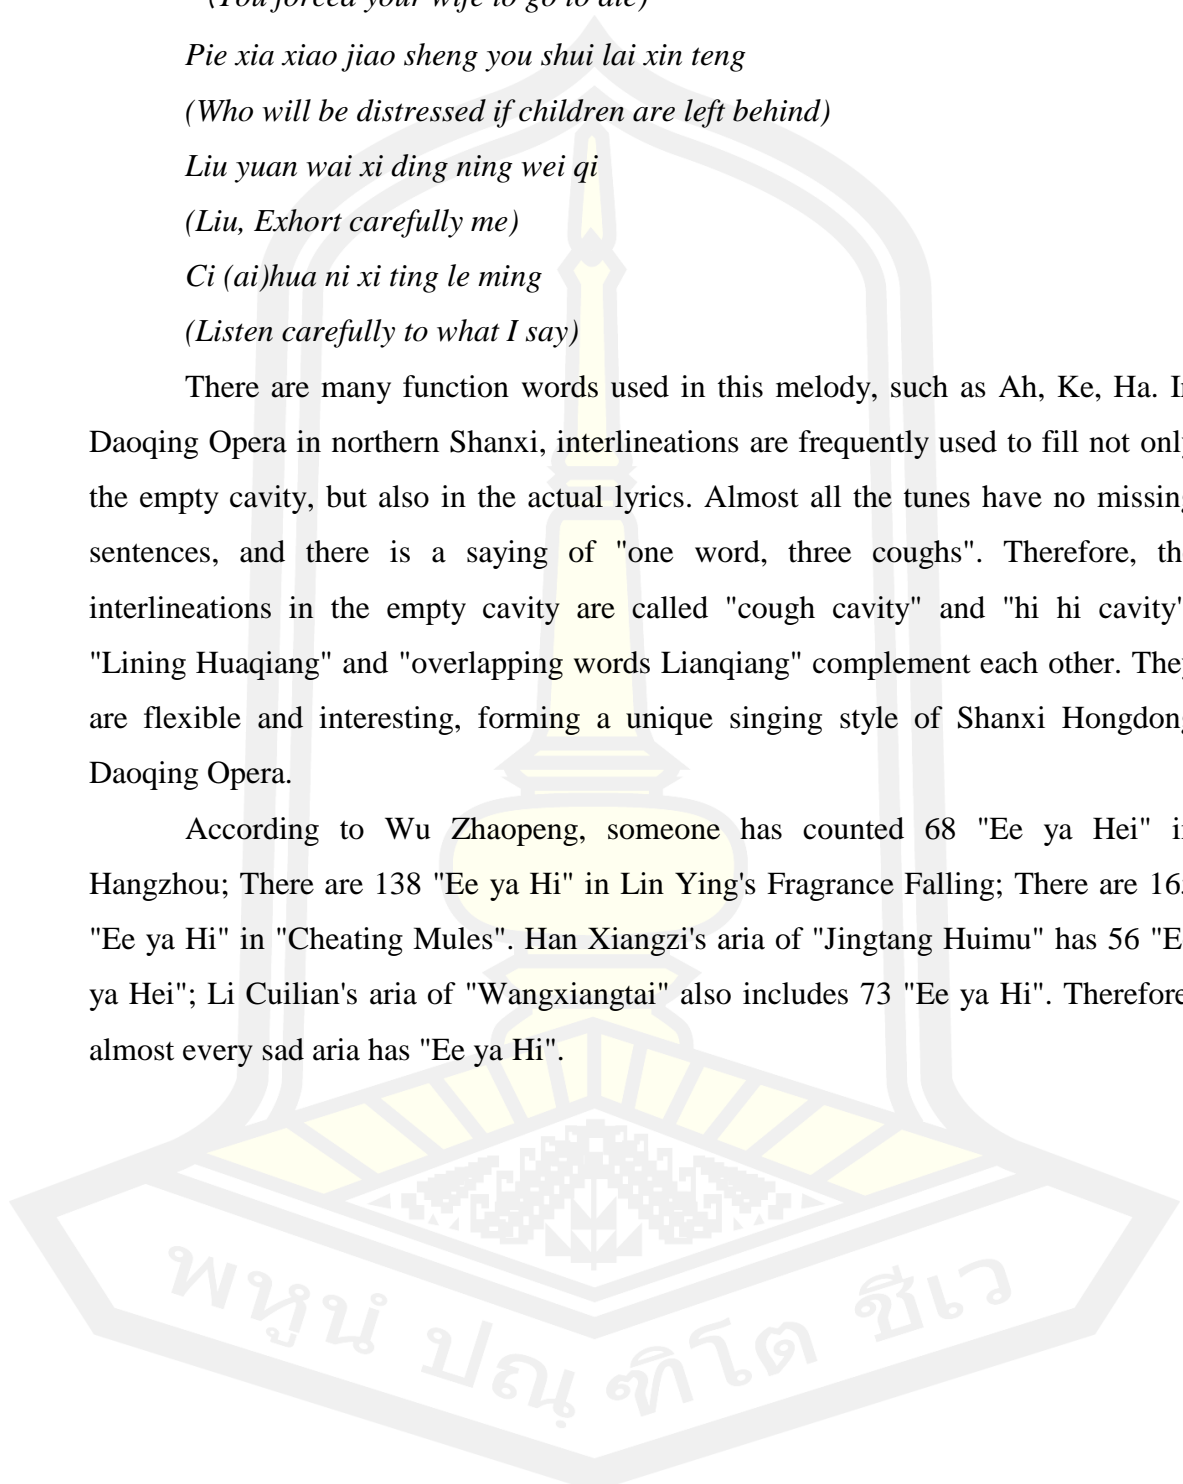 (You forced your wife to go to die)
Pie xia xiao jiao sheng you shui lai xin teng
(Who will be distressed if children are left behind)
Liu yuan wai xi ding ning wei qi
(Liu, Exhort carefully me)
Ci (ai)hua ni xi ting le ming
(Listen carefully to what I say)
There are many function words used in this melody, such as Ah, Ke, Ha. In
Daoqing Opera in northern Shanxi, interlineations are frequently used to fill not only
the empty cavity, but also in the actual lyrics. Almost all the tunes have no missing
sentences, and there is a saying of "one word, three coughs". Therefore, the
interlineations in the empty cavity are called "cough cavity" and "hi hi cavity"
"Lining Huaqiang" and "overlapping words Lianqiang" complement each other. They
are flexible and interesting, forming a unique singing style of Shanxi Hongdong
Daoqing Opera.
According to Wu Zhaopeng, someone has counted 68 "Ee ya Hei" in
Hangzhou; There are 138 "Ee ya Hi" in Lin Ying's Fragrance Falling; There are
"Ee ya Hi" in "Cheating Mules". Han Xiangzi's aria of "Jingtang Huimu" has 56 "Ee
ya Hei"; Li Cuilian's aria of "Wangxiangtai" also includes 73 "Ee ya Hi". Therefore
almost every sad aria has "Ee ya Hi".
พหูนํ ปณฺฑิโต ชีเว